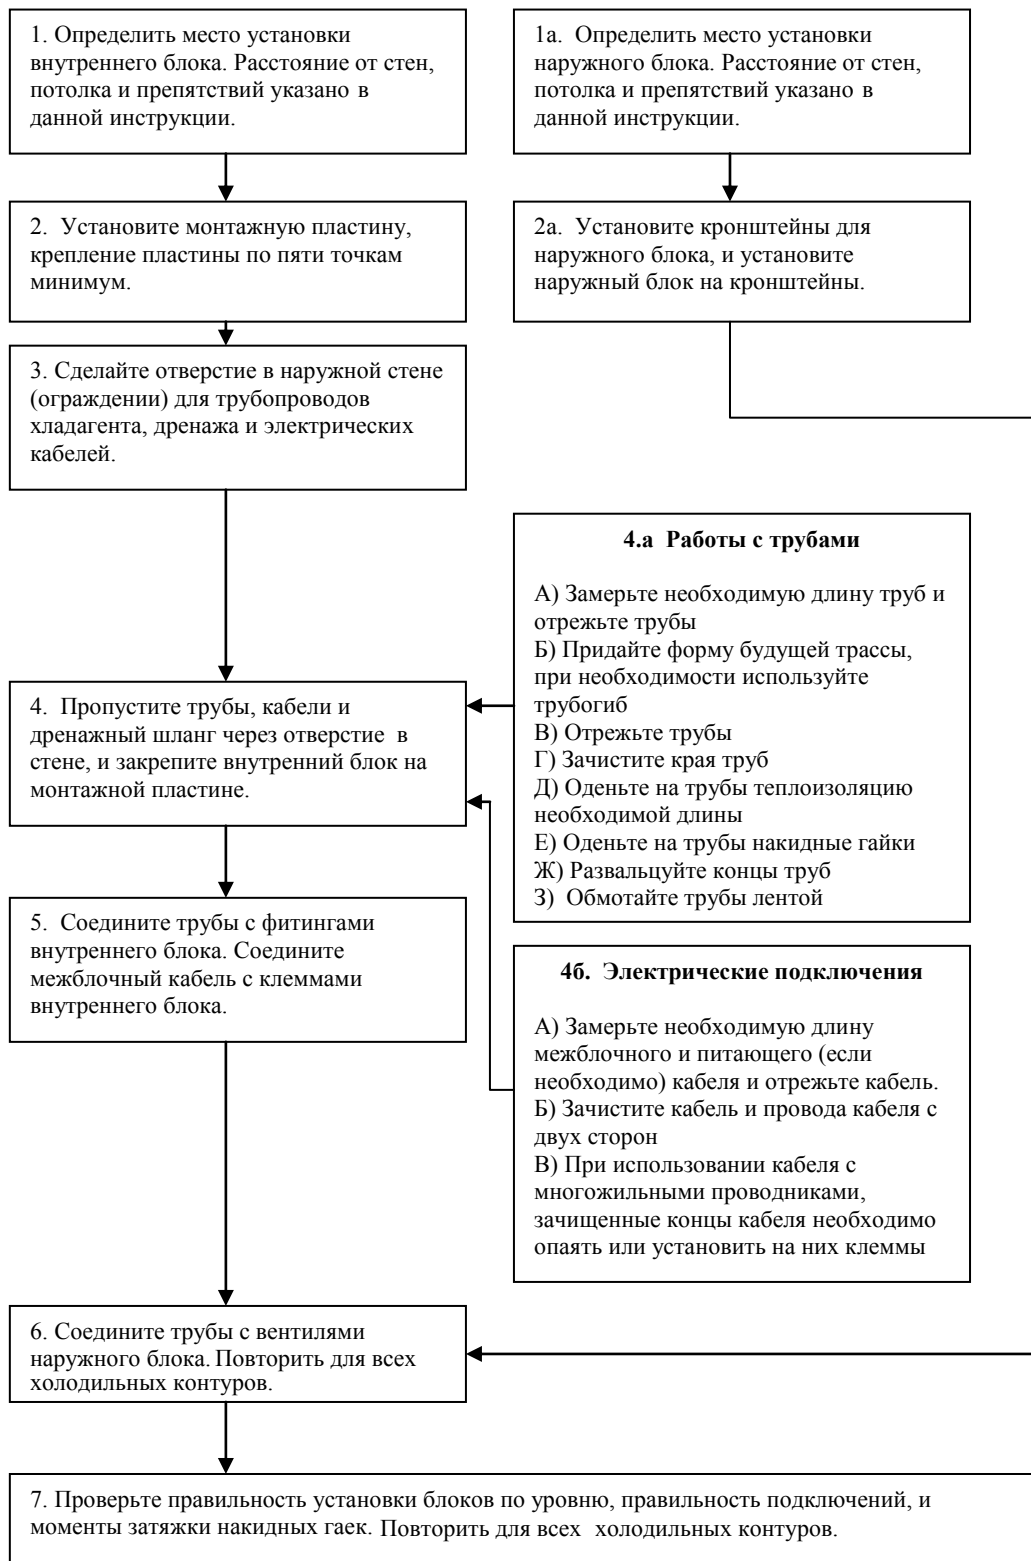 1. Определить место установки
внутреннего блока. Расстояние от стен,
потолка и препятствий указано в
данной инструкции.
1а. Определить место установки
наружного блока. Расстояние от стен,
потолка и препятствий указано в
данной инструкции.
2. Установите монтажную пластину,
крепление пластины по пяти точкам
минимум.
2а. Установите кронштейны для
наружного блока, и установите
наружный блок на кронштейны.
3. Сделайте отверстие в наружной стене
(ограждении) для трубопроводов
хладагента, дренажа и электрических
кабелей.
4.а Работы с трубами
А) Замерьте необходимую длину труб и
отрежьте трубы
Б) Придайте форму будущей трассы,
при необходимости используйте
трубогиб
В) Отрежьте трубы
Г) Зачистите края труб
Д) Оденьте на трубы теплоизоляцию
необходимой длины
Е) Оденьте на трубы накидные гайки
Ж) Развальцуйте концы труб
З) Обмотайте трубы лентой
4. Пропустите трубы, кабели и
дренажный шланг через отверстие в
стене, и закрепите внутренний блок на
монтажной пластине.
5. Соедините трубы с фитингами
внутреннего блока. Соедините
межблочный кабель с клеммами
внутреннего блока.
4б. Электрические подключения
А) Замерьте необходимую длину
межблочного и питающего (если
необходимо) кабеля и отрежьте кабель.
Б) Зачистите кабель и провода кабеля с
двух сторон
В) При использовании кабеля с
многожильными проводниками,
зачищенные концы кабеля необходимо
опаять или установить на них клеммы
6. Соедините трубы с вентилями
наружного блока. Повторить для всех
холодильных контуров.
7. Проверьте правильность установки блоков по уровню, правильность подключений, и
моменты затяжки накидных гаек. Повторить для всех холодильных контуров.